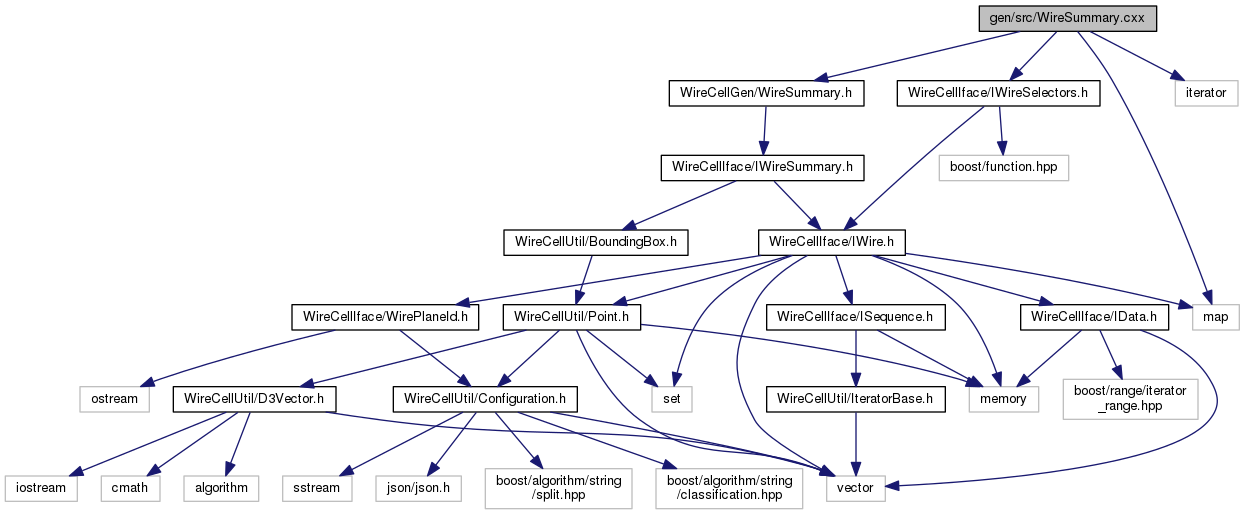 gen/src/WireSummary.cxx
WireCellGen/WireSummary.h
WireCellIface/IWireSelectors.h
iterator
WireCellIface/IWireSummary.h
boost/function.hpp
WireCellUtil/BoundingBox.h
WireCellIface/IWire.h
WireCellIface/WirePlaneId.h
WireCellUtil/Point.h
WireCellIface/ISequence.h
WireCellIface/IData.h
map
ostream
WireCellUtil/D3Vector.h
WireCellUtil/Configuration.h
set
WireCellUtil/IteratorBase.h
memory
boost/range/iterator
_range.hpp
iostream
cmath
algorithm
sstream
json/json.h
boost/algorithm/string
/split.hpp
boost/algorithm/string
/classification.hpp
vector